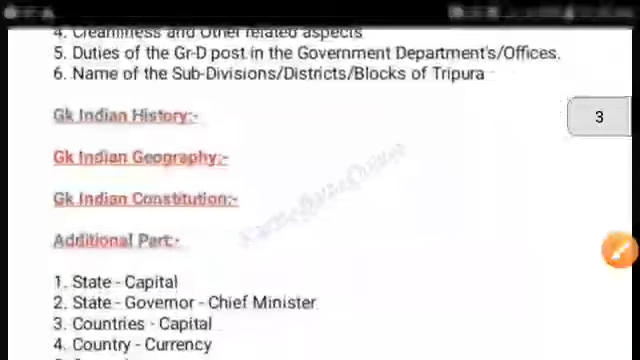 4. Cleanliness and Other related aspects
5. Duties of the Gr-D post in the Government Department's/Offices.
6. Name of the Sub-Divisions/Districts/Blocks of Tripura
Gk Indian History:-
3
Gk Indian Geography:-
Gk Indian Constitution:-
Additional Part:-
1. State - Capital
2. State - Governor - Chief Minister
3. Countries - Capital
4. Country - Currency